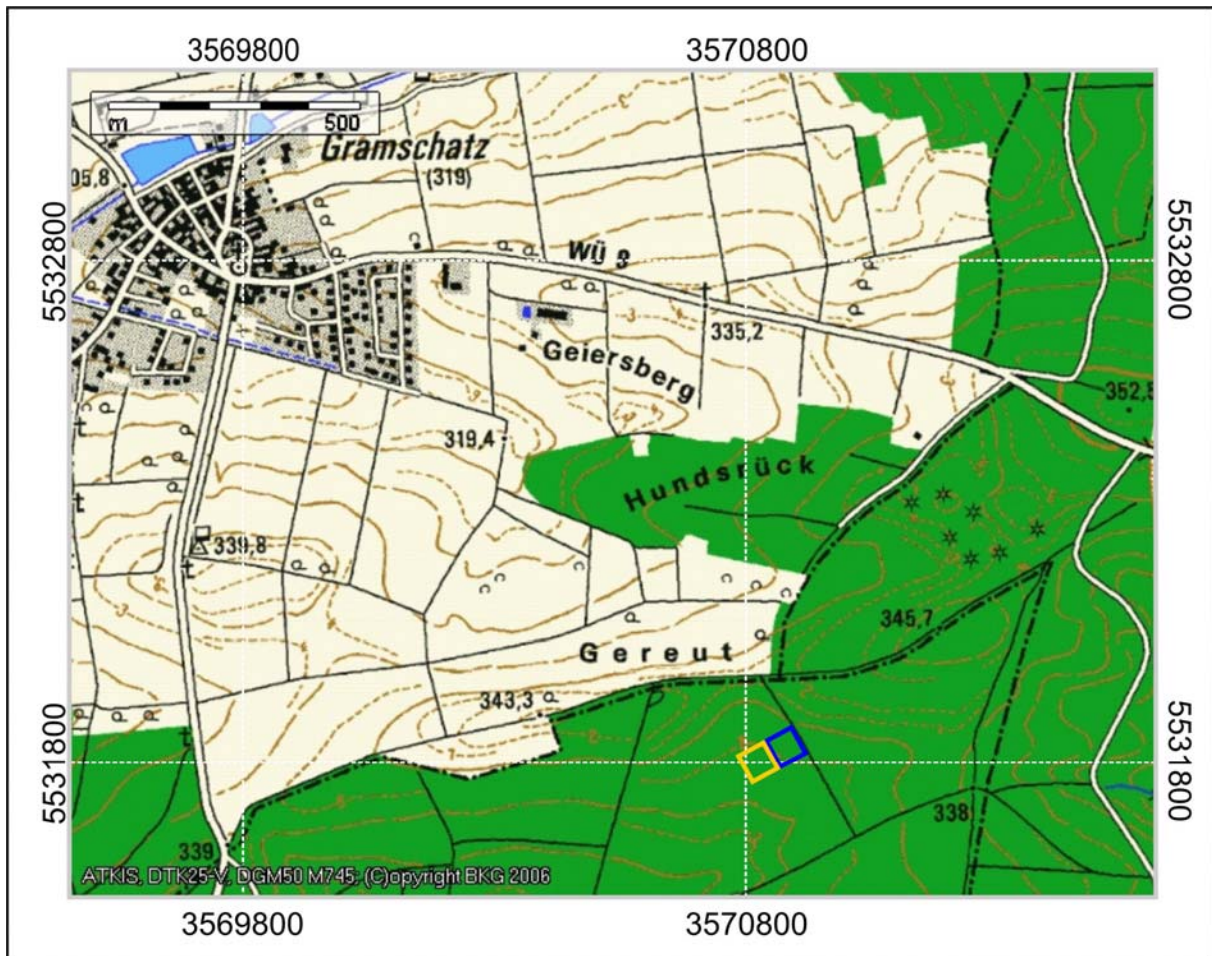 3569800 3570800
m 500
Gramschatz
(319)
05,8
WÜ 8
5532800 5532800
335,2
Geiersberg
352,5
319,4
Hundsrück
339,8
345,7
Gereut
343,3
5531800 5531800
338
339
ATKIS, DTK25-V, DGM50 M745; (C)opyright BKG 2006
3569800 3570800